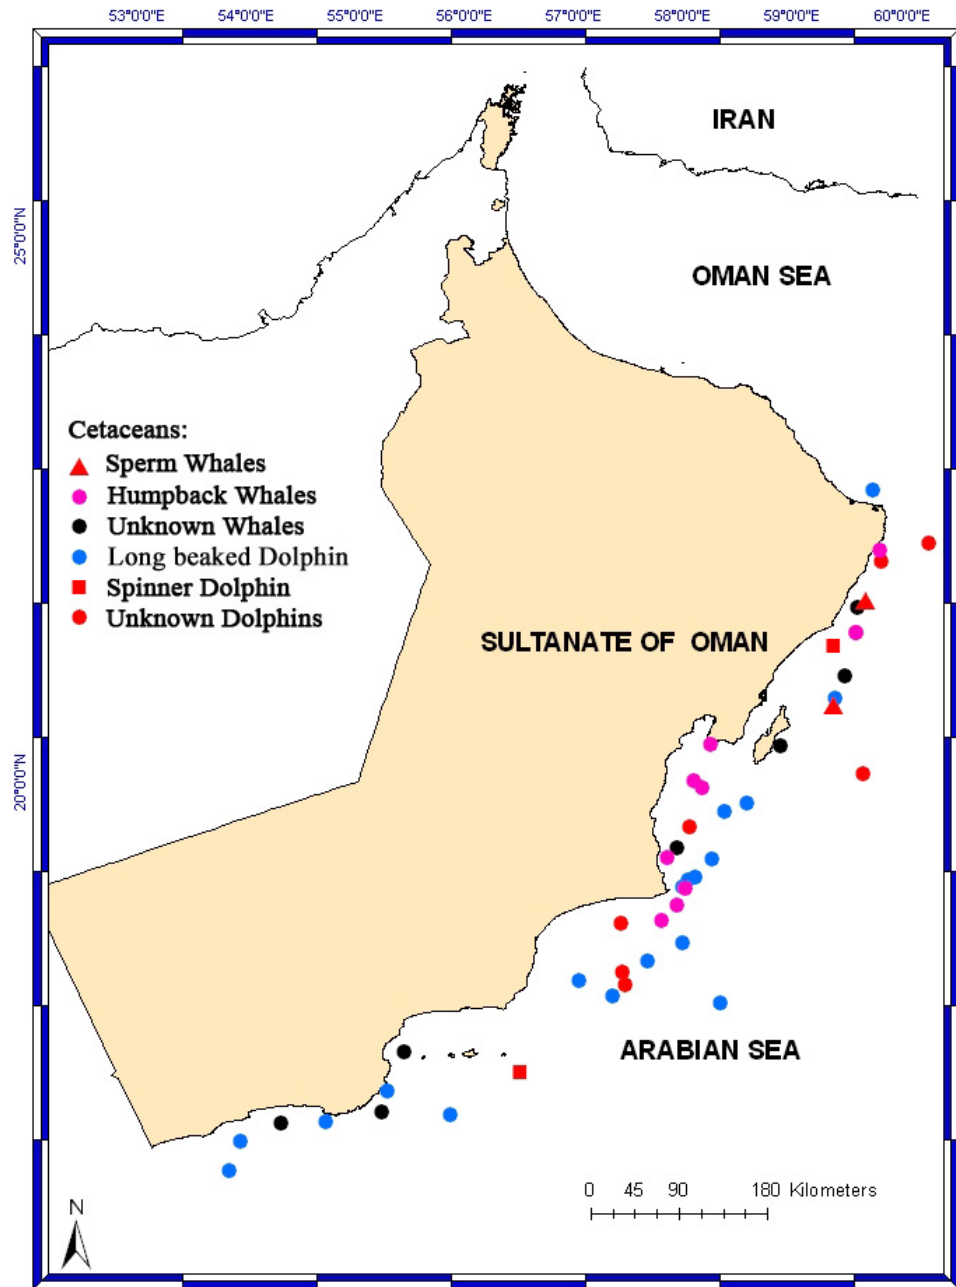 53°0'0"E 54°0'0"E 55°0'0"E 56°0'0"E 57°0'0"E 58°0'0"E 59°0'0"E 60°0'0"E
IRAN
25°0'0"N
OMAN SEA
Cetaceans:
Sperm Whales
Humpback Whales
Unknown Whales
Long beaked Dolphin
Spinner Dolphin
Unknown Dolphins
SULTANATE OF OMAN
20°0'0"N
ARABIAN SEA
0 45 90 180 Kilometers
N